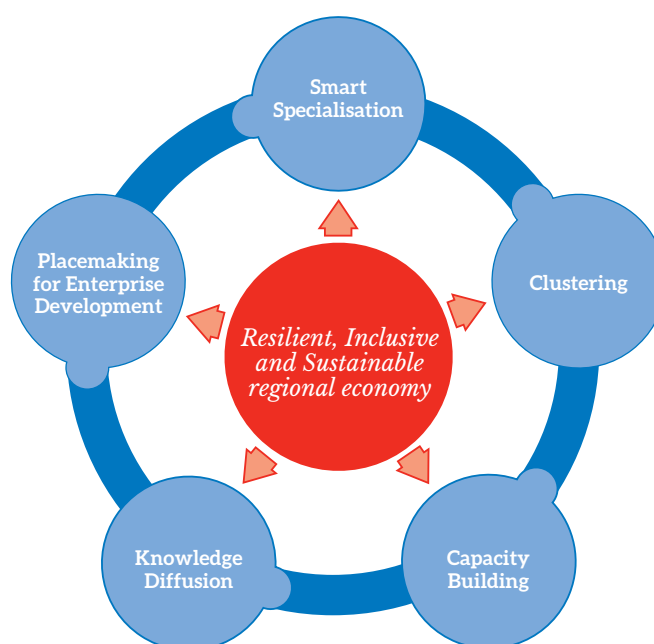 Smart
Specialisation
Placemaking
for Enterprise
Development
Clustering
Resilient, Inclusive
and Sustainable
regional economy
Knowledge
Diffusion
Capacity
Building